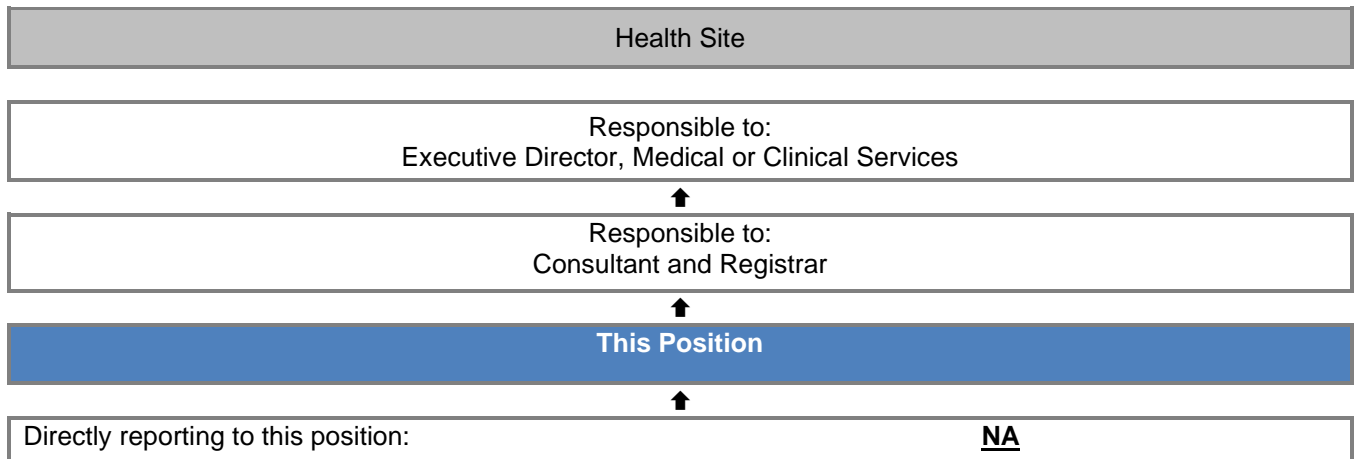 Health Site
Responsible to:
Executive Director, Medical or Clinical Services
Responsible to:
Consultant and Registrar
This Position
Directly reporting to this position: NA